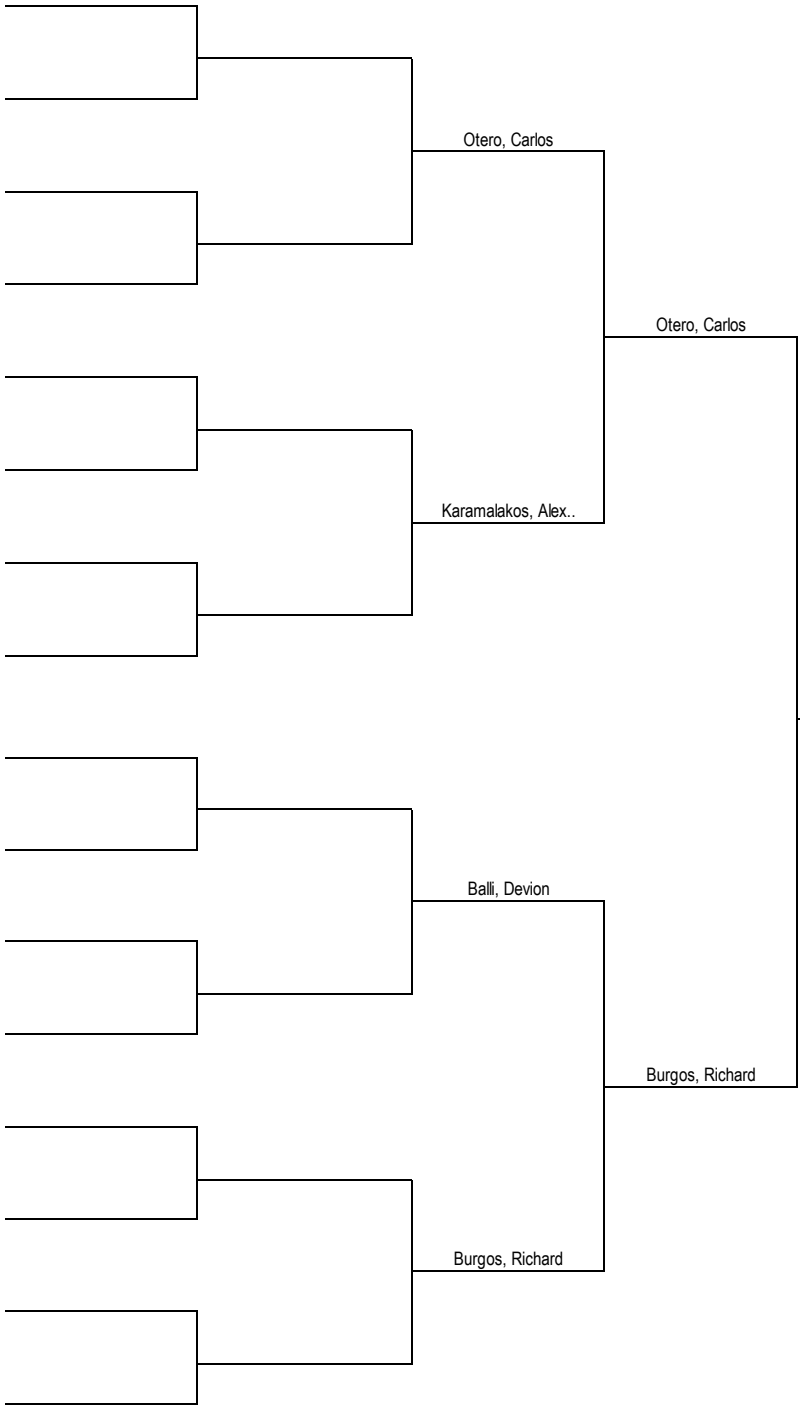 Otero, Carlos
Otero, Carlos
Karamalakos, Alex..
Balli, Devion
Burgos, Richard
Burgos, Richard